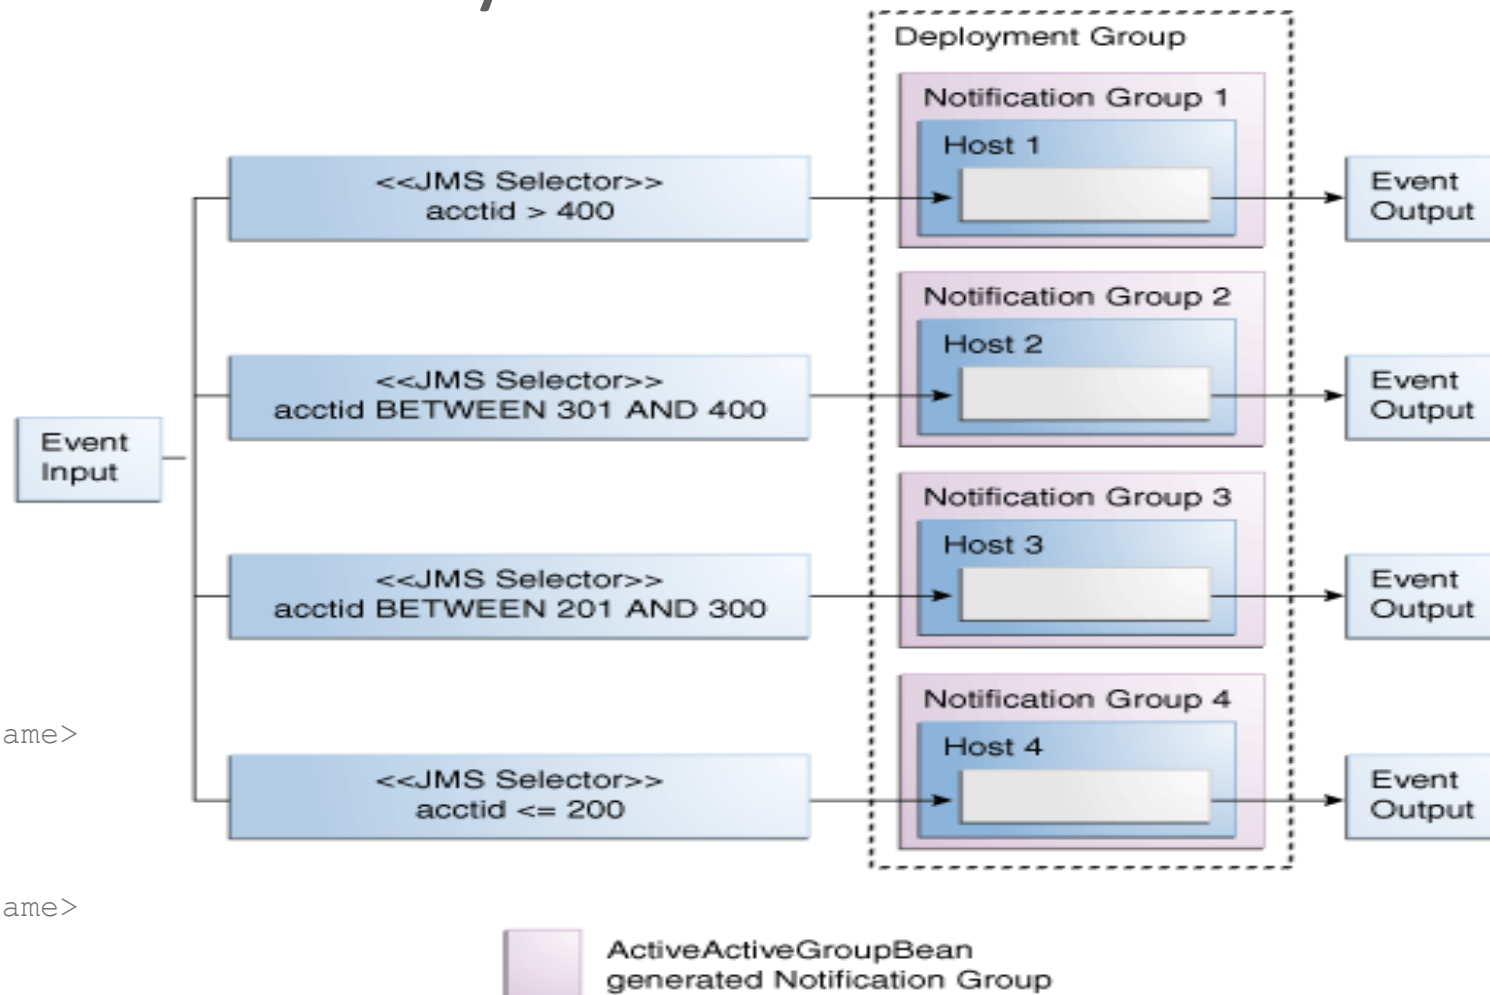 Deployment Group
Notification Group 1
Host 1
<<JMS Selector>>
acctid > 400
Event
Output
Notification Group 2
Host 2
<<JMS Selector>>
acctid BETWEEN 301 AND 400
Event
Output
Event
Input
Notification Group 3
Host 3
<<JMS Selector>>
acctid BETWEEN 201 AND 300
Event
Output
Notification Group 4
ame>
Host 4
<<JMS Selector>>
acctid <= 200
Event
Output
ame>
ActiveActiveGroupBean
generated Notification Group